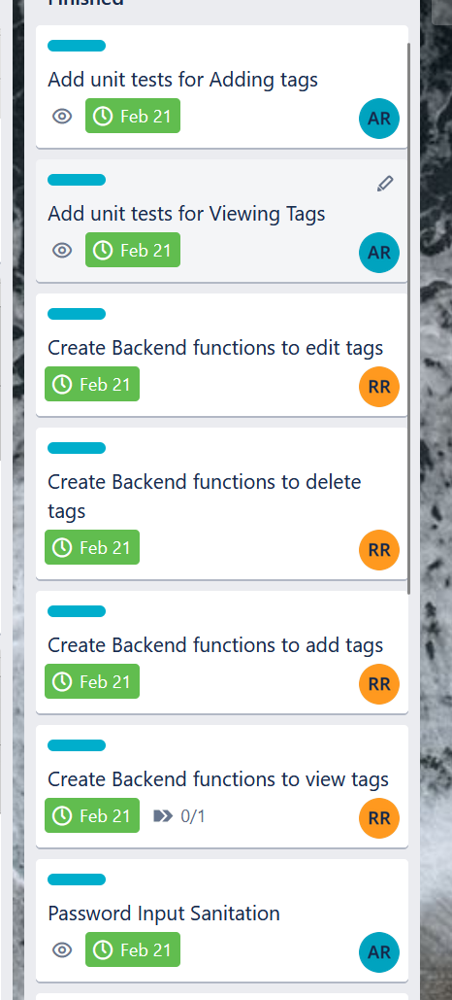 Finished
Add unit tests for Adding tags
Feb 21
AR
Add unit tests for Viewing Tags
Feb 21
AR
Create Backend functions to edit tags
Feb 21
RR
Create Backend functions to delete
tags
Feb 21
RR
Create Backend functions to add tags
Feb 21
RR
Create Backend functions to view tags
Feb 21 0/1
RR
Password Input Sanitation
Feb 21
AR